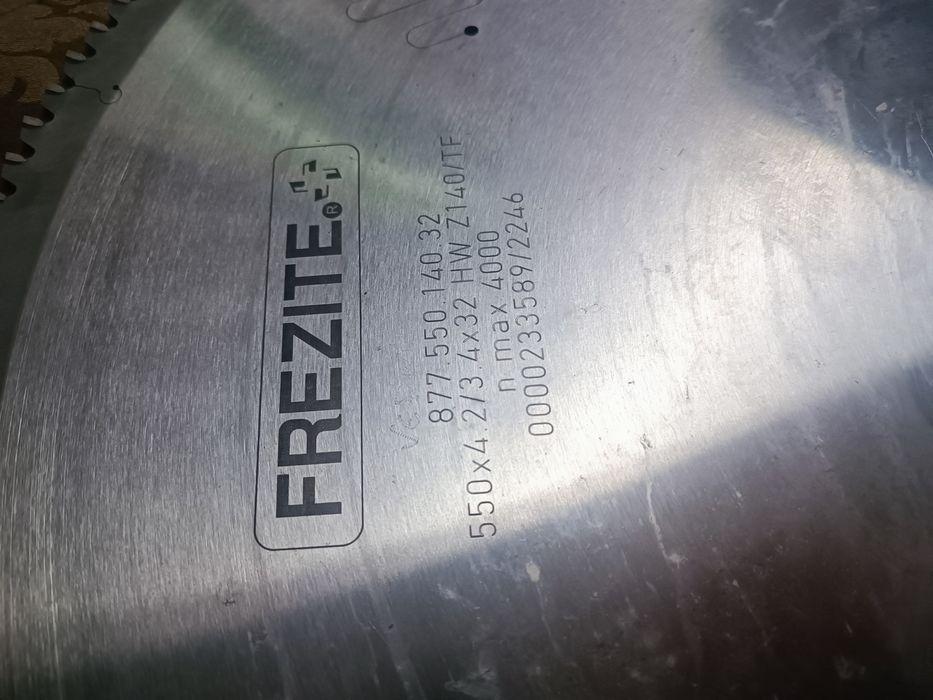 FREZITE®
877.550.140.32
550x4.2/3.4x32 HW Z140/TF
n max 4000
0000233589/2246